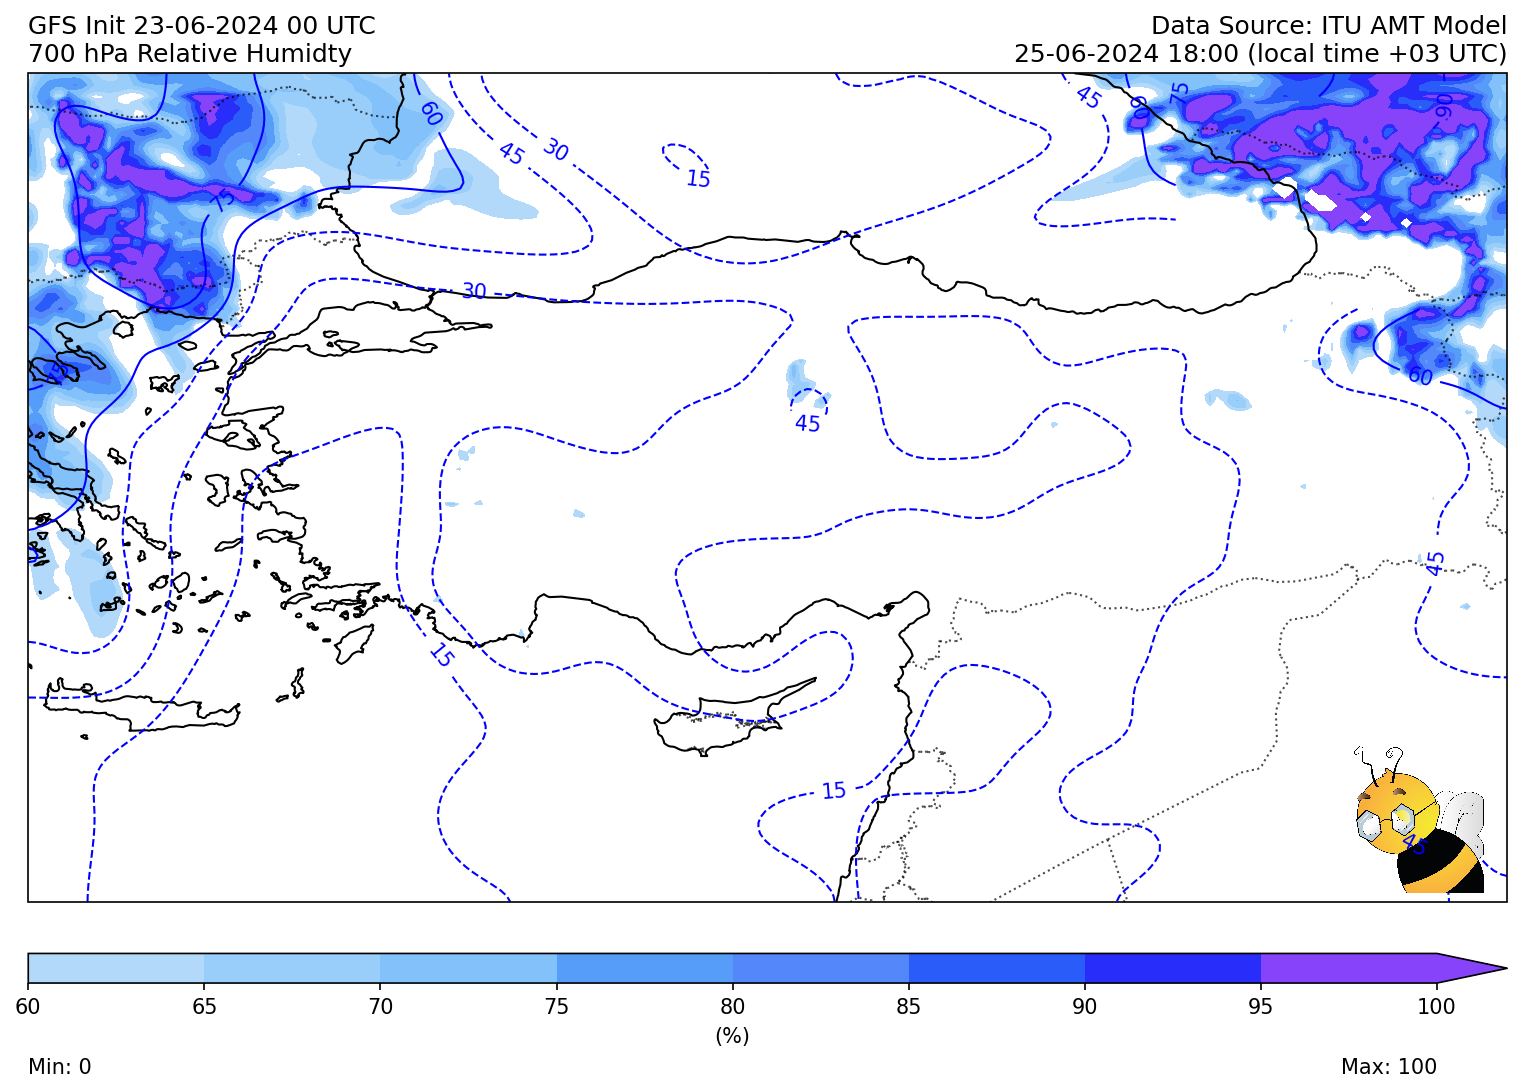 GFS Init 23-06-2024 00 UTC
Data Source: ITU AMT Model
700 hPa Relative Humidty
25-06-2024 18:00 (local time +03 UTC)
60
45
30
15
45
60
75
90
75
30
75
45
60
45
15
15
45
60 65 70 75 80 85 90 95 100
(%)
Min: 0
Max: 100